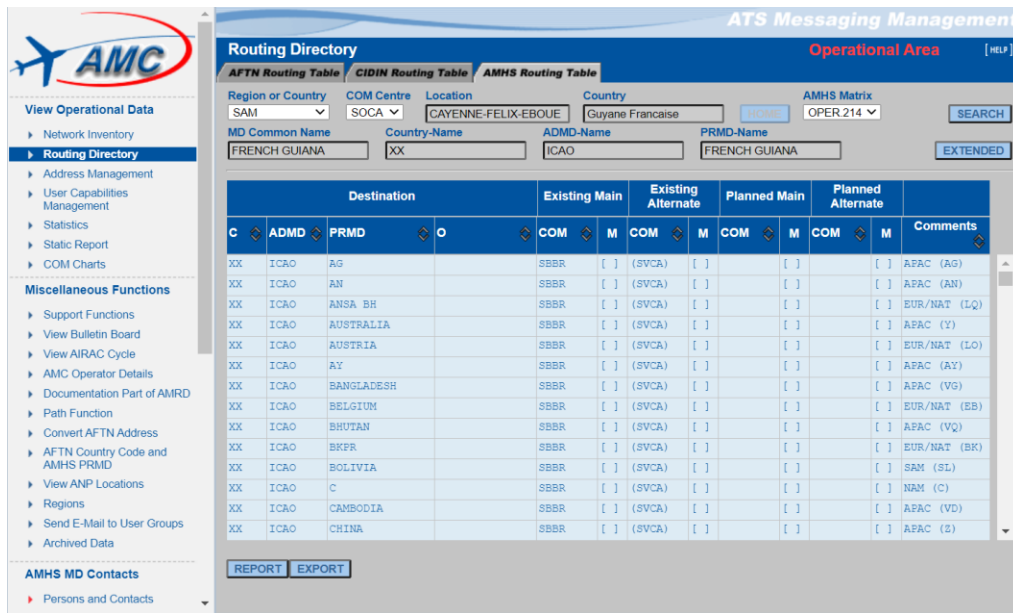 ATS Messaging Management
AMC
Routing Directory
Operational Area
[HELP]
AFTN Routing Table CIDIN Routing Table AMHS Routing Table
View Operational Data
Network Inventory
Routing Directory
Address Management
User Capabilities
Management
Statistics
Static Report
COM Charts
Miscellaneous Functions
Support Functions
View Bulletin Board
View AIRAC Cycle
AMC Operator Details
Documentation Part of AMRD
Path Function
Convert AFTN Address
AFTN Country Code and
AMHS PRMD
View ANP Locations
Regions
Send E-Mail to User Groups
Archived Data
AMHS MD Contacts
Persons and Contacts
Region or Country COM Centre Location Country AMHS Matrix
SAM SOCA CAYENNE-FELIX-EBOUE Guyane Francaise HOME OPER.214 SEARCH
MD Common Name Country-Name ADMD-Name PRMD-Name
FRENCH GUIANA XX ICAO FRENCH GUIANA EXTENDED
Destination Existing Main Existing Alternate Planned Main Planned Alternate
C ADMD PRMD O COM M COM M COM M COM M Comments
XX ICAO AG SBBR [ ] (SVCA) [ ] [ ] [ ] APAC (AG)
XX ICAO AN SBBR [ ] (SVCA) [ ] [ ] [ ] APAC (AN)
XX ICAO ANSA BH SBBR [ ] (SVCA) [ ] [ ] [ ] EUR/NAT (LQ)
XX ICAO AUSTRALIA SBBR [ ] (SVCA) [ ] [ ] [ ] APAC (Y)
XX ICAO AUSTRIA SBBR [ ] (SVCA) [ ] [ ] [ ] EUR/NAT (LO)
XX ICAO AY SBBR [ ] (SVCA) [ ] [ ] [ ] APAC (AY)
XX ICAO BANGLADESH SBBR [ ] (SVCA) [ ] [ ] [ ] APAC (VG)
XX ICAO BELGIUM SBBR [ ] (SVCA) [ ] [ ] [ ] EUR/NAT (EB)
XX ICAO BHUTAN SBBR [ ] (SVCA) [ ] [ ] [ ] APAC (VQ)
XX ICAO BKPR SBBR [ ] (SVCA) [ ] [ ] [ ] EUR/NAT (BK)
XX ICAO BOLIVIA SBBR [ ] (SVCA) [ ] [ ] [ ] SAM (SL)
XX ICAO C SBBR [ ] (SVCA) [ ] [ ] [ ] NAM (C)
XX ICAO CAMBODIA SBBR [ ] (SVCA) [ ] [ ] [ ] APAC (VD)
XX ICAO CHINA SBBR [ ] (SVCA) [ ] [ ] [ ] APAC (Z)
REPORT EXPORT